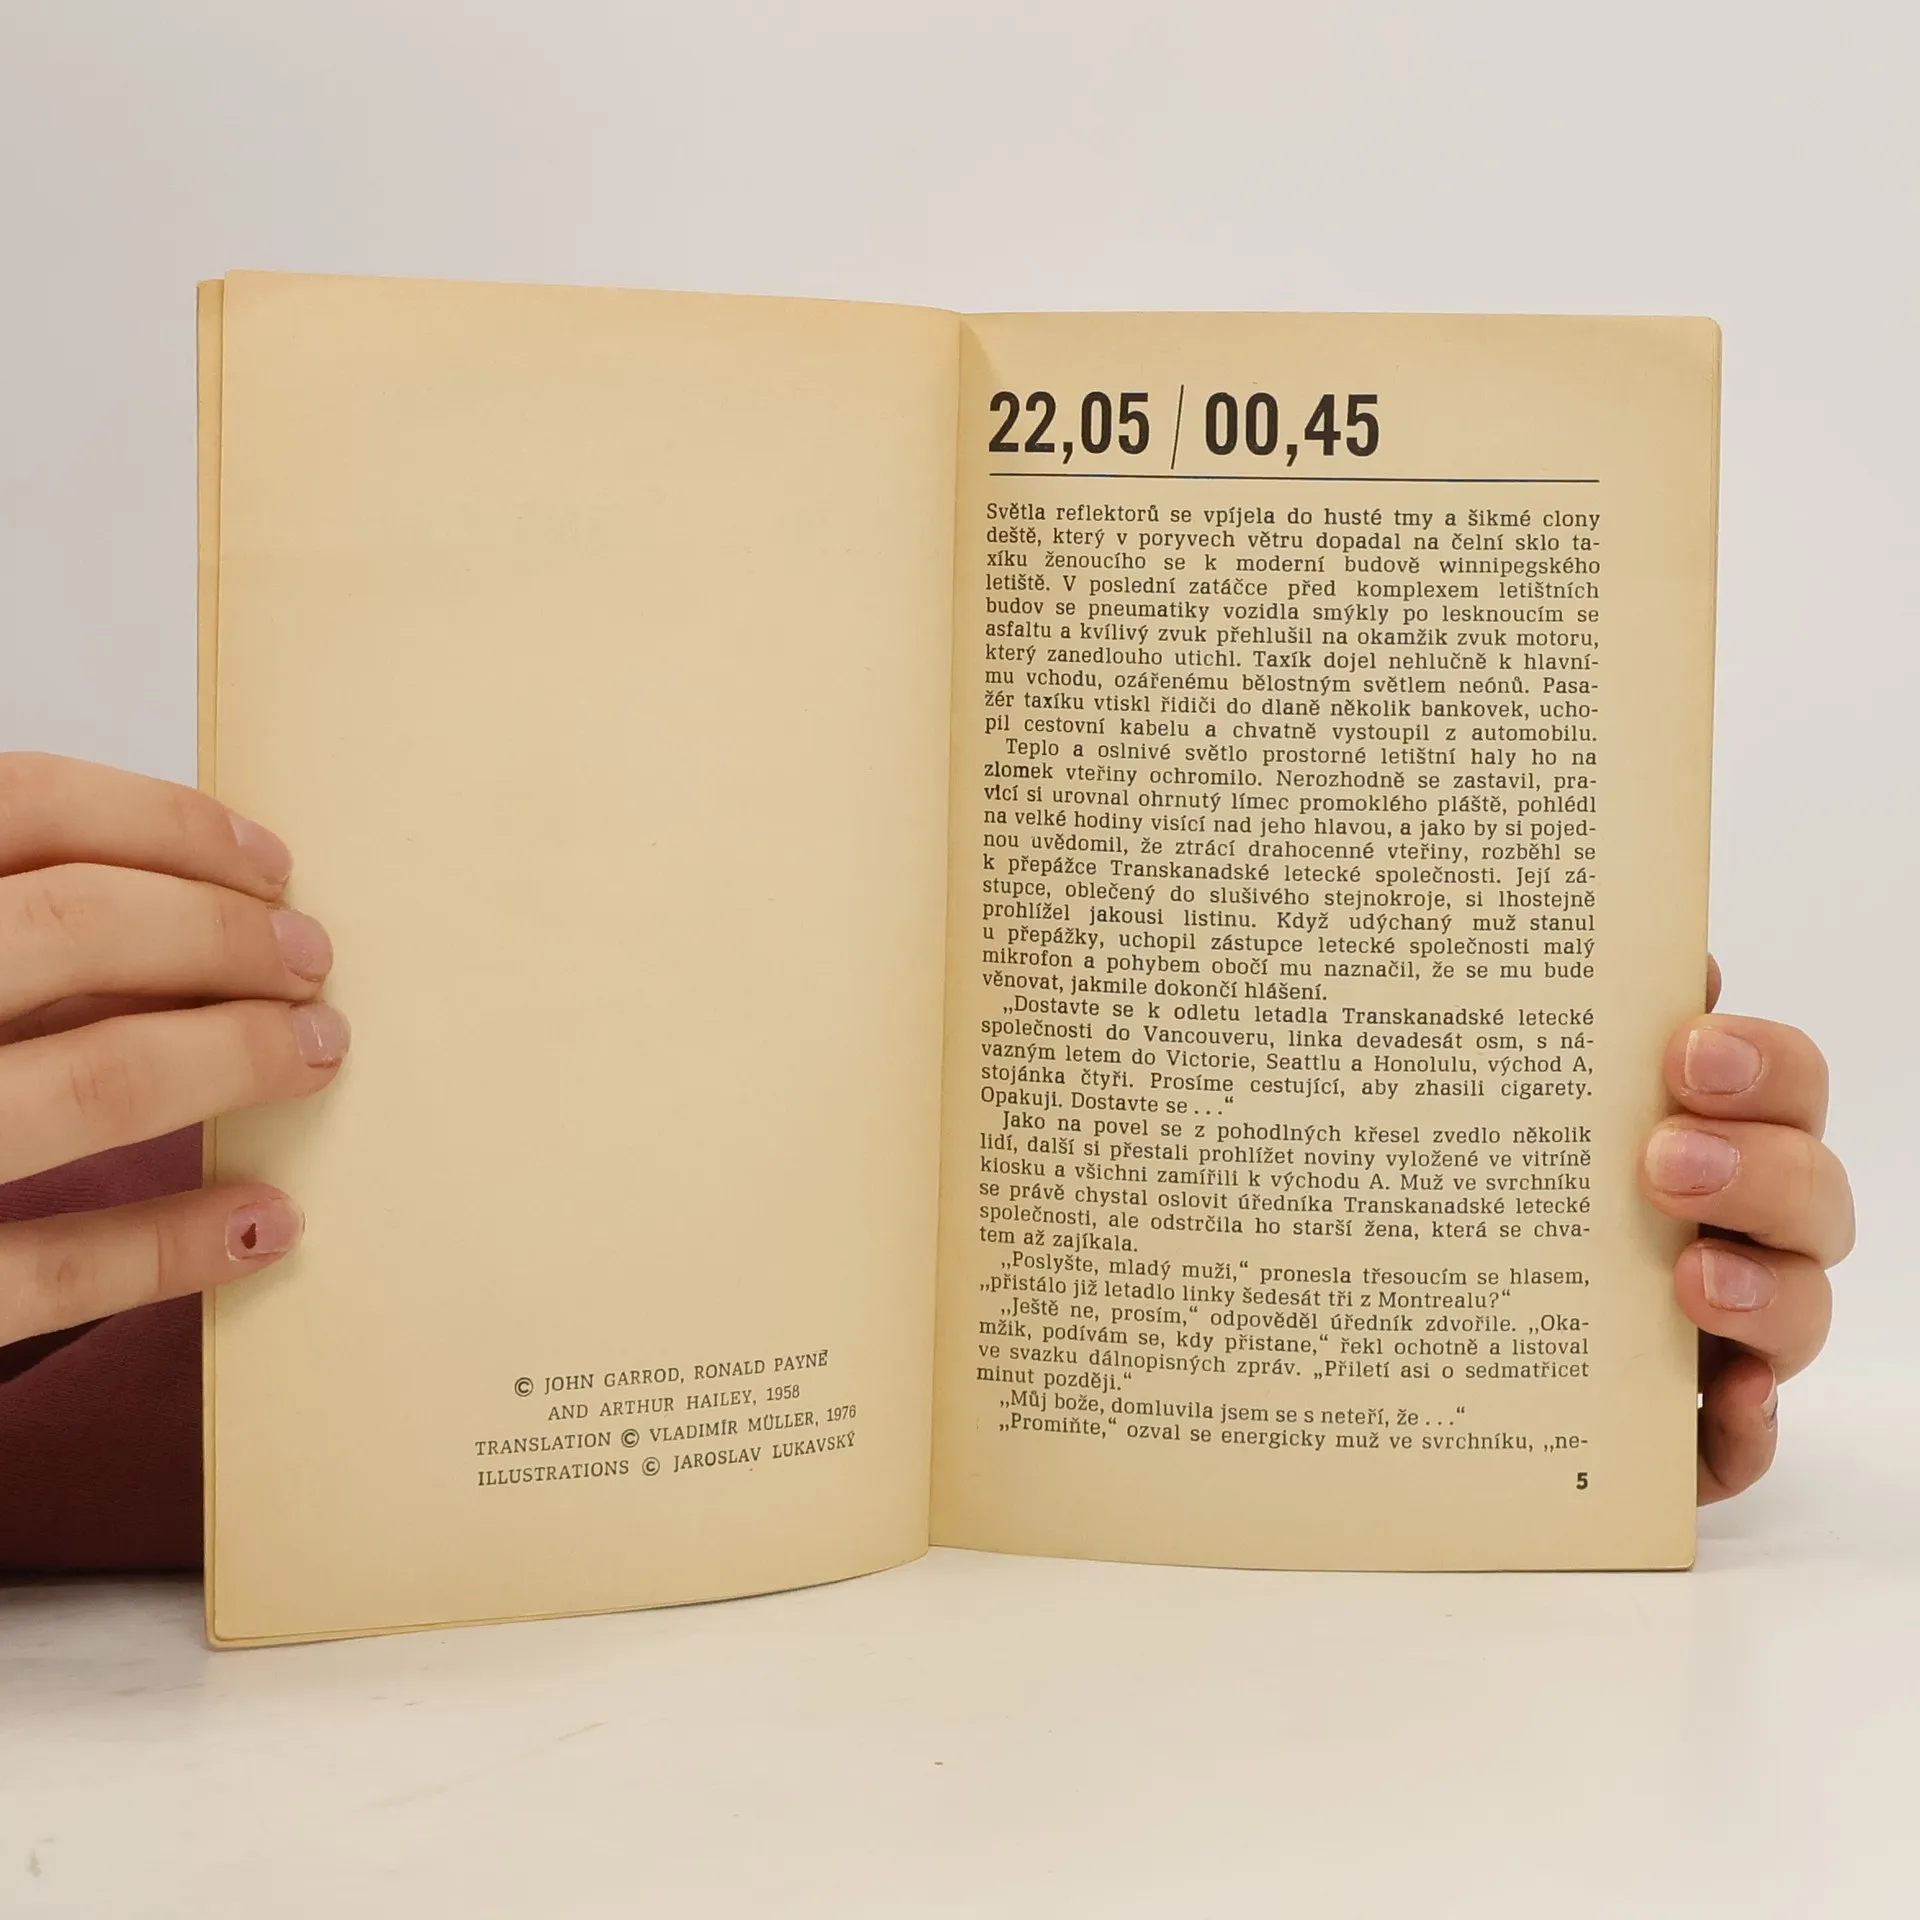 © JOHN GARROD, RONALD PAYNE
AND ARTHUR HAILEY, 1958
TRANSLATION © VLADIMÍR MÜLLER, 1976
ILLUSTRATIONS © JAROSLAV LUKAVSKÝ
22,05 / 00,45
Světla reflektorů se vpíjela do husté tmy a šikmé clony
deště, který v poryvech větru dopadal na čelní sklo ta-
xíku ženoucího se k moderní budově winnipegského
letiště. V poslední zatáčce před komplexem letištních
budov se pneumatiky vozidla smýkly po lesknoucím se
asfaltu a kvílivý zvuk přehlušil na okamžik zvuk motoru,
který zanedlouho utichl. Taxík dojel nehlučně k hlavní-
mu vchodu, ozářenému bělostným světlem neónů. Pasa-
žér taxíku vtiskl řidiči do dlaně několik bankovek, ucho-
pil cestovní kabelu a chvatně vystoupil z automobilu.
Teplo a oslnivé světlo prostorné letištní haly ho na
zlomek vteřiny ochromilo. Nerozhodně se zastavil, pra-
vicí si urovnal ohrnutý límec promoklého pláště, pohlédl
na velké hodiny visící nad jeho hlavou, a jako by si pojed-
nou uvědomil, že ztrácí drahocenné vteřiny, rozběhl se
k přepážce Transkanadské letecké společnosti. Její zá-
stupce, oblečený do slušivého stejnokroje, si lhostejně
prohlížel jakousi listinu. Když udýchaný muž stanul
u přepážky, uchopil zástupce letecké společnosti malý
mikrofon a pohybem obočí mu naznačil, že se mu bude
věnovat, jakmile dokončí hlášení.
„Dostavte se k odletu letadla Transkanadské letecké
společnosti do Vancouveru, linka devadesát osm, s ná-
vazným letem do Victorie, Seattlu a Honolulu, východ A,
stojánka čtyři. Prosíme cestující, aby zhasili cigarety.
Opakuji. Dostavte se . . .“
Jako na povel se z pohodlných křesel zvedlo několik
lidí, další si přestali prohlížet noviny vyložené ve vitríně
kiosku a všichni zamířili k východu A. Muž ve svrchníku
se právě chystal oslovit úředníka Transkanadské letecké
společnosti, ale odstrčila ho starší žena, která se chva-
tem až zajíkala.
„Poslyšte, mladý muži,“ pronesla třesoucím se hlasem,
„přistálo již letadlo linky šedesát tři z Montrealu?“
„Ještě ne, prosím,“ odpověděl úředník zdvořile. „Oka-
mžik, podívám se, kdy přistane,“ řekl ochotně a listoval
ve svazku dálnopisných zpráv. „Přiletí asi o sedmatřicet
minut později.“
„Můj bože, domluvila jsem se s neteří, že . . .“
„Promiňte,“ ozval se energicky muž ve svrchníku, „ne-
5